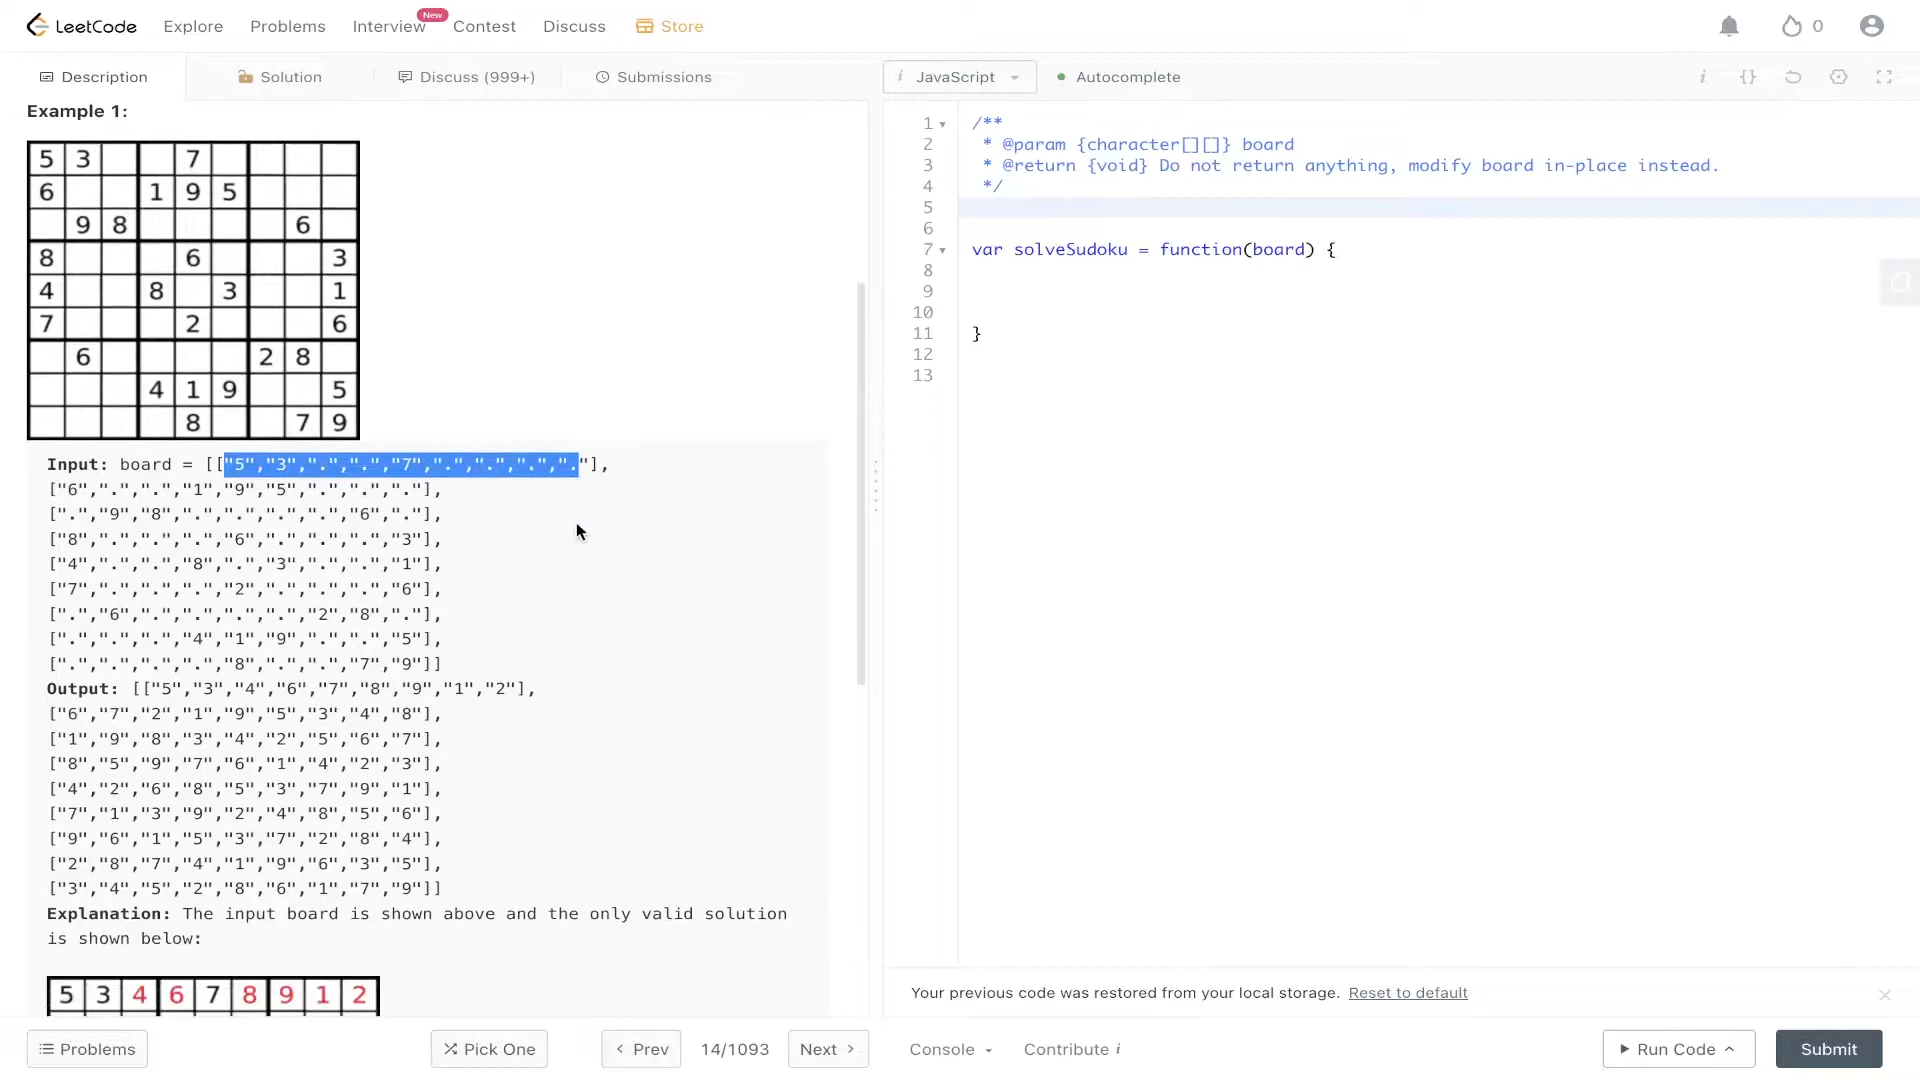 LeetCode Explore Problems Interview New Contest Discuss Store 0
Description Solution Discuss (999+) Submissions
JavaScript Autocomplete i {}
Example 1:
5 3 7
6 1 9 5
9 8 6
8 6 3
4 8 3 1
7 2 6
6 2 8
4 1 9 5
8 7 9
Input: board = [["5","3",".",".","7",".",".",".","."],
["6",".",".","1","9","5",".",".","."],
[".","9","8",".",".",".",".","6","."],
["8",".",".",".","6",".",".",".","3"],
["4",".",".","8",".","3",".",".","1"],
["7",".",".",".","2",".",".",".","6"],
[".","6",".",".",".",".","2","8","."],
[".",".",".","4","1","9",".",".","5"],
[".",".",".",".","8",".",".","7","9"]]
Output: [["5","3","4","6","7","8","9","1","2"],
["6","7","2","1","9","5","3","4","8"],
["1","9","8","3","4","2","5","6","7"],
["8","5","9","7","6","1","4","2","3"],
["4","2","6","8","5","3","7","9","1"],
["7","1","3","9","2","4","8","5","6"],
["9","6","1","5","3","7","2","8","4"],
["2","8","7","4","1","9","6","3","5"],
["3","4","5","2","8","6","1","7","9"]]
Explanation: The input board is shown above and the only valid solution
is shown below:
5 3 4 6 7 8 9 1 2
1 /**
2 * @param {character[][]} board
3 * @return {void} Do not return anything, modify board in-place instead.
4 */
5
6
7 var solveSudoku = function(board) {
8
9
10
11 }
12
13
Your previous code was restored from your local storage. Reset to default
Problems Pick One < Prev 14/1093 Next >
Console Contribute i Run Code Submit